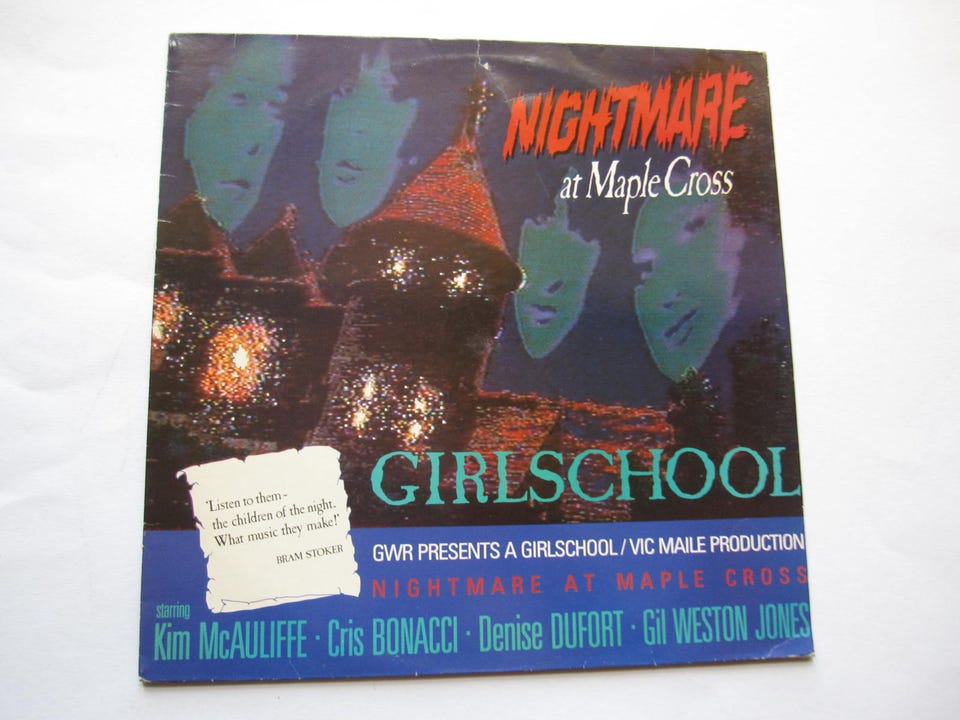 NIGHTMARE
at Maple Cross
GIRLSCHOOL
'Listen to them-
the children of the night.
What music they make!'
BRAM STOKER
GWR PRESENTS A GIRLSCHOOL / VIC MAILE PRODUCTION
NIGHTMARE AT MAPLE CROSS
starring
Kim McAULIFFE · Cris BONACCI · Denise DUFORT · Gil WESTON JONES